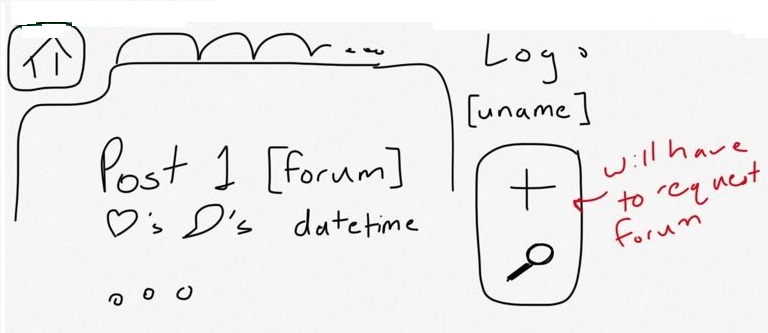 Logo
[uname]
Post 1 [forum]
♡'s 's datetime
+
will have
to request
forum